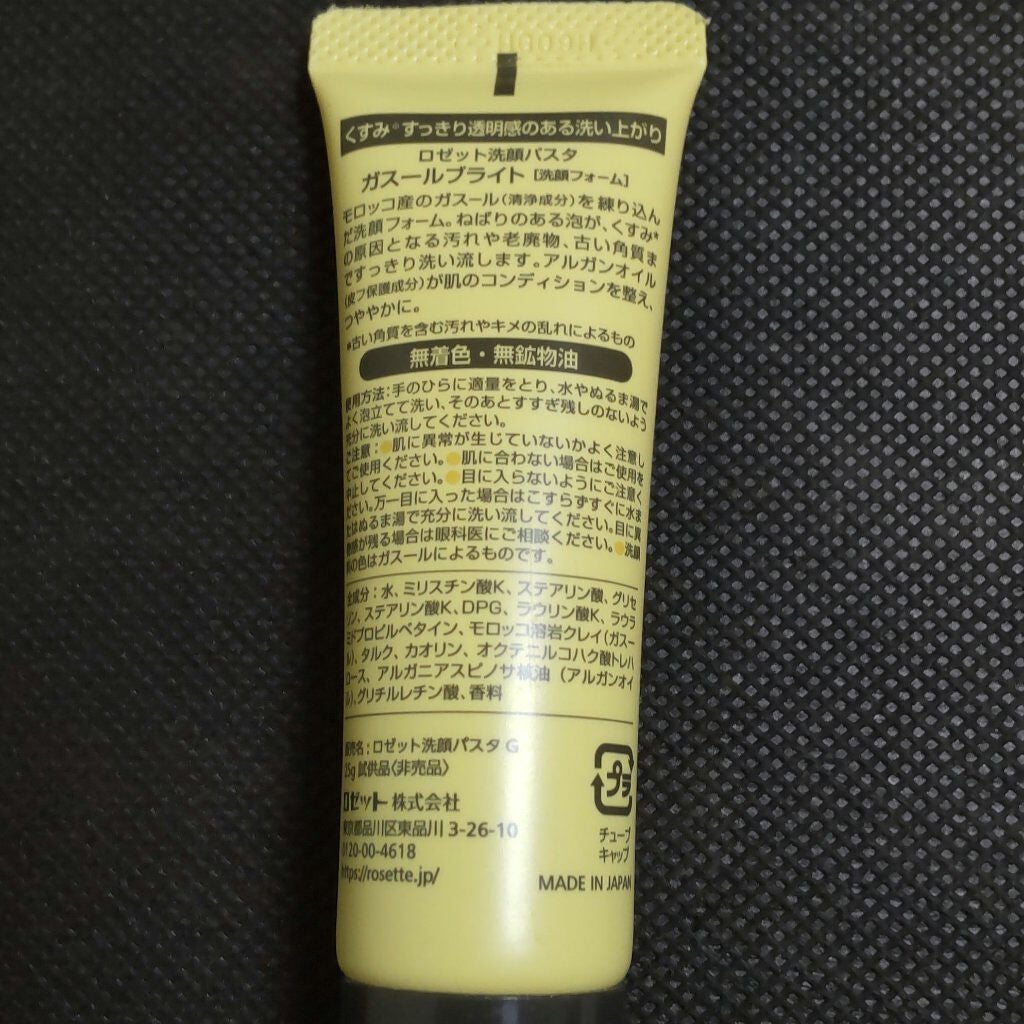 くすみ*すっきり透明感のある洗い上がり
ロゼット洗顔パスタ
ガスールブライト [洗顔フォーム]
モロッコ産のガスール(清浄成分)を練り込ん
だ洗顔フォーム。ねばりのある泡が、くすみ*
の原因となる汚れや老廃物、古い角質ま
ですっきり洗い流します。アルガンオイル
(皮フ保護成分)が肌のコンディションを整え、
つややかに。
*古い角質を含む汚れやキメの乱れによるもの
無着色・無鉱物油
使用方法:手のひらに適量をとり、水やぬるま湯で
よく泡立てて洗い、そのあとすすぎ残しのないよう
充分に洗い流してください。
ご注意:●肌に異常が生じていないかよく注意し
てご使用ください。●肌に合わない場合はご使用を
中止してください。●目に入らないようにご注意く
ださい。万一目に入った場合はこすらずすぐに水ま
たはぬるま湯で充分に洗い流してください。目に異
物感が残る場合は眼科医にご相談ください。●洗顔
料の色はガスールによるものです。
全成分:水、ミリスチン酸K、ステアリン酸、グリセ
リン、ステアリン酸K、DPG、ラウリン酸K、ラウラ
ミドプロピルベタイン、モロッコ溶岩クレイ(ガスー
ル)、タルク、カオリン、オクテニルコハク酸トレハ
ロース、アルガニアスピノサ核油(アルガンオイ
ル)、グリチルレチン酸、香料
販売名:ロゼット洗顔パスタG
25g 試供品〈非売品〉
ロゼット株式会社
東京都品川区東品川 3-26-10
0120-00-4618
https://rosette.jp/
プラ
チューブ
キャップ
MADE IN JAPAN